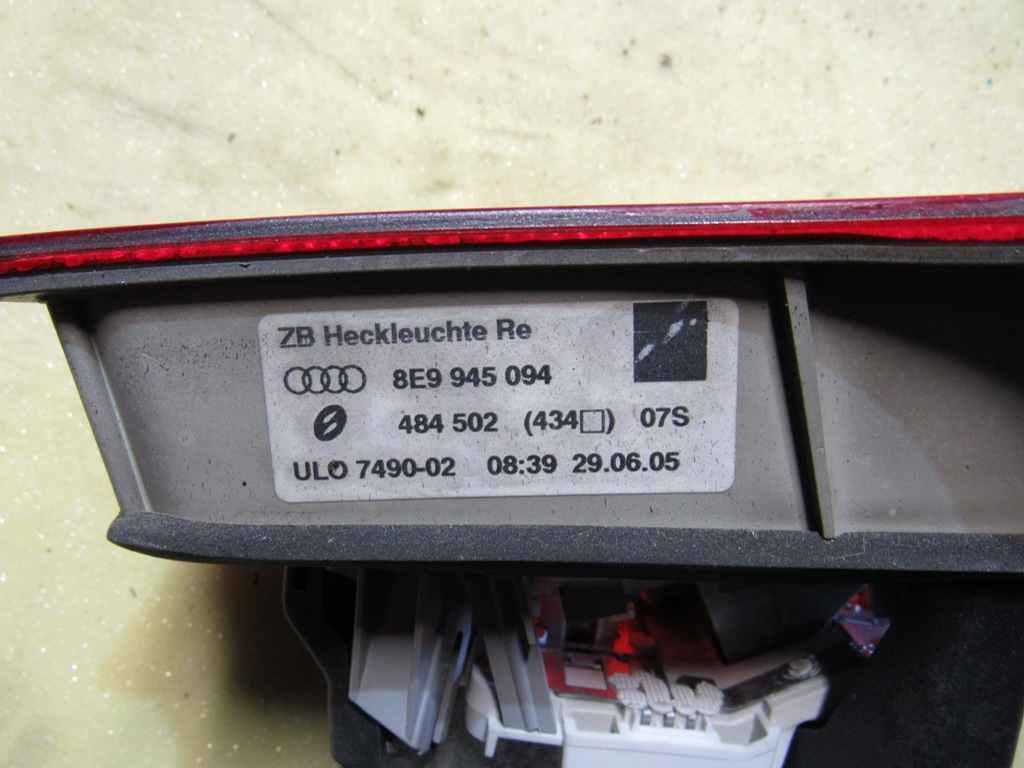 ZB Heckleuchte Re
8E9 945 094
484 502 (434□) 07S
ULO 7490-02 08:39 29.06.05